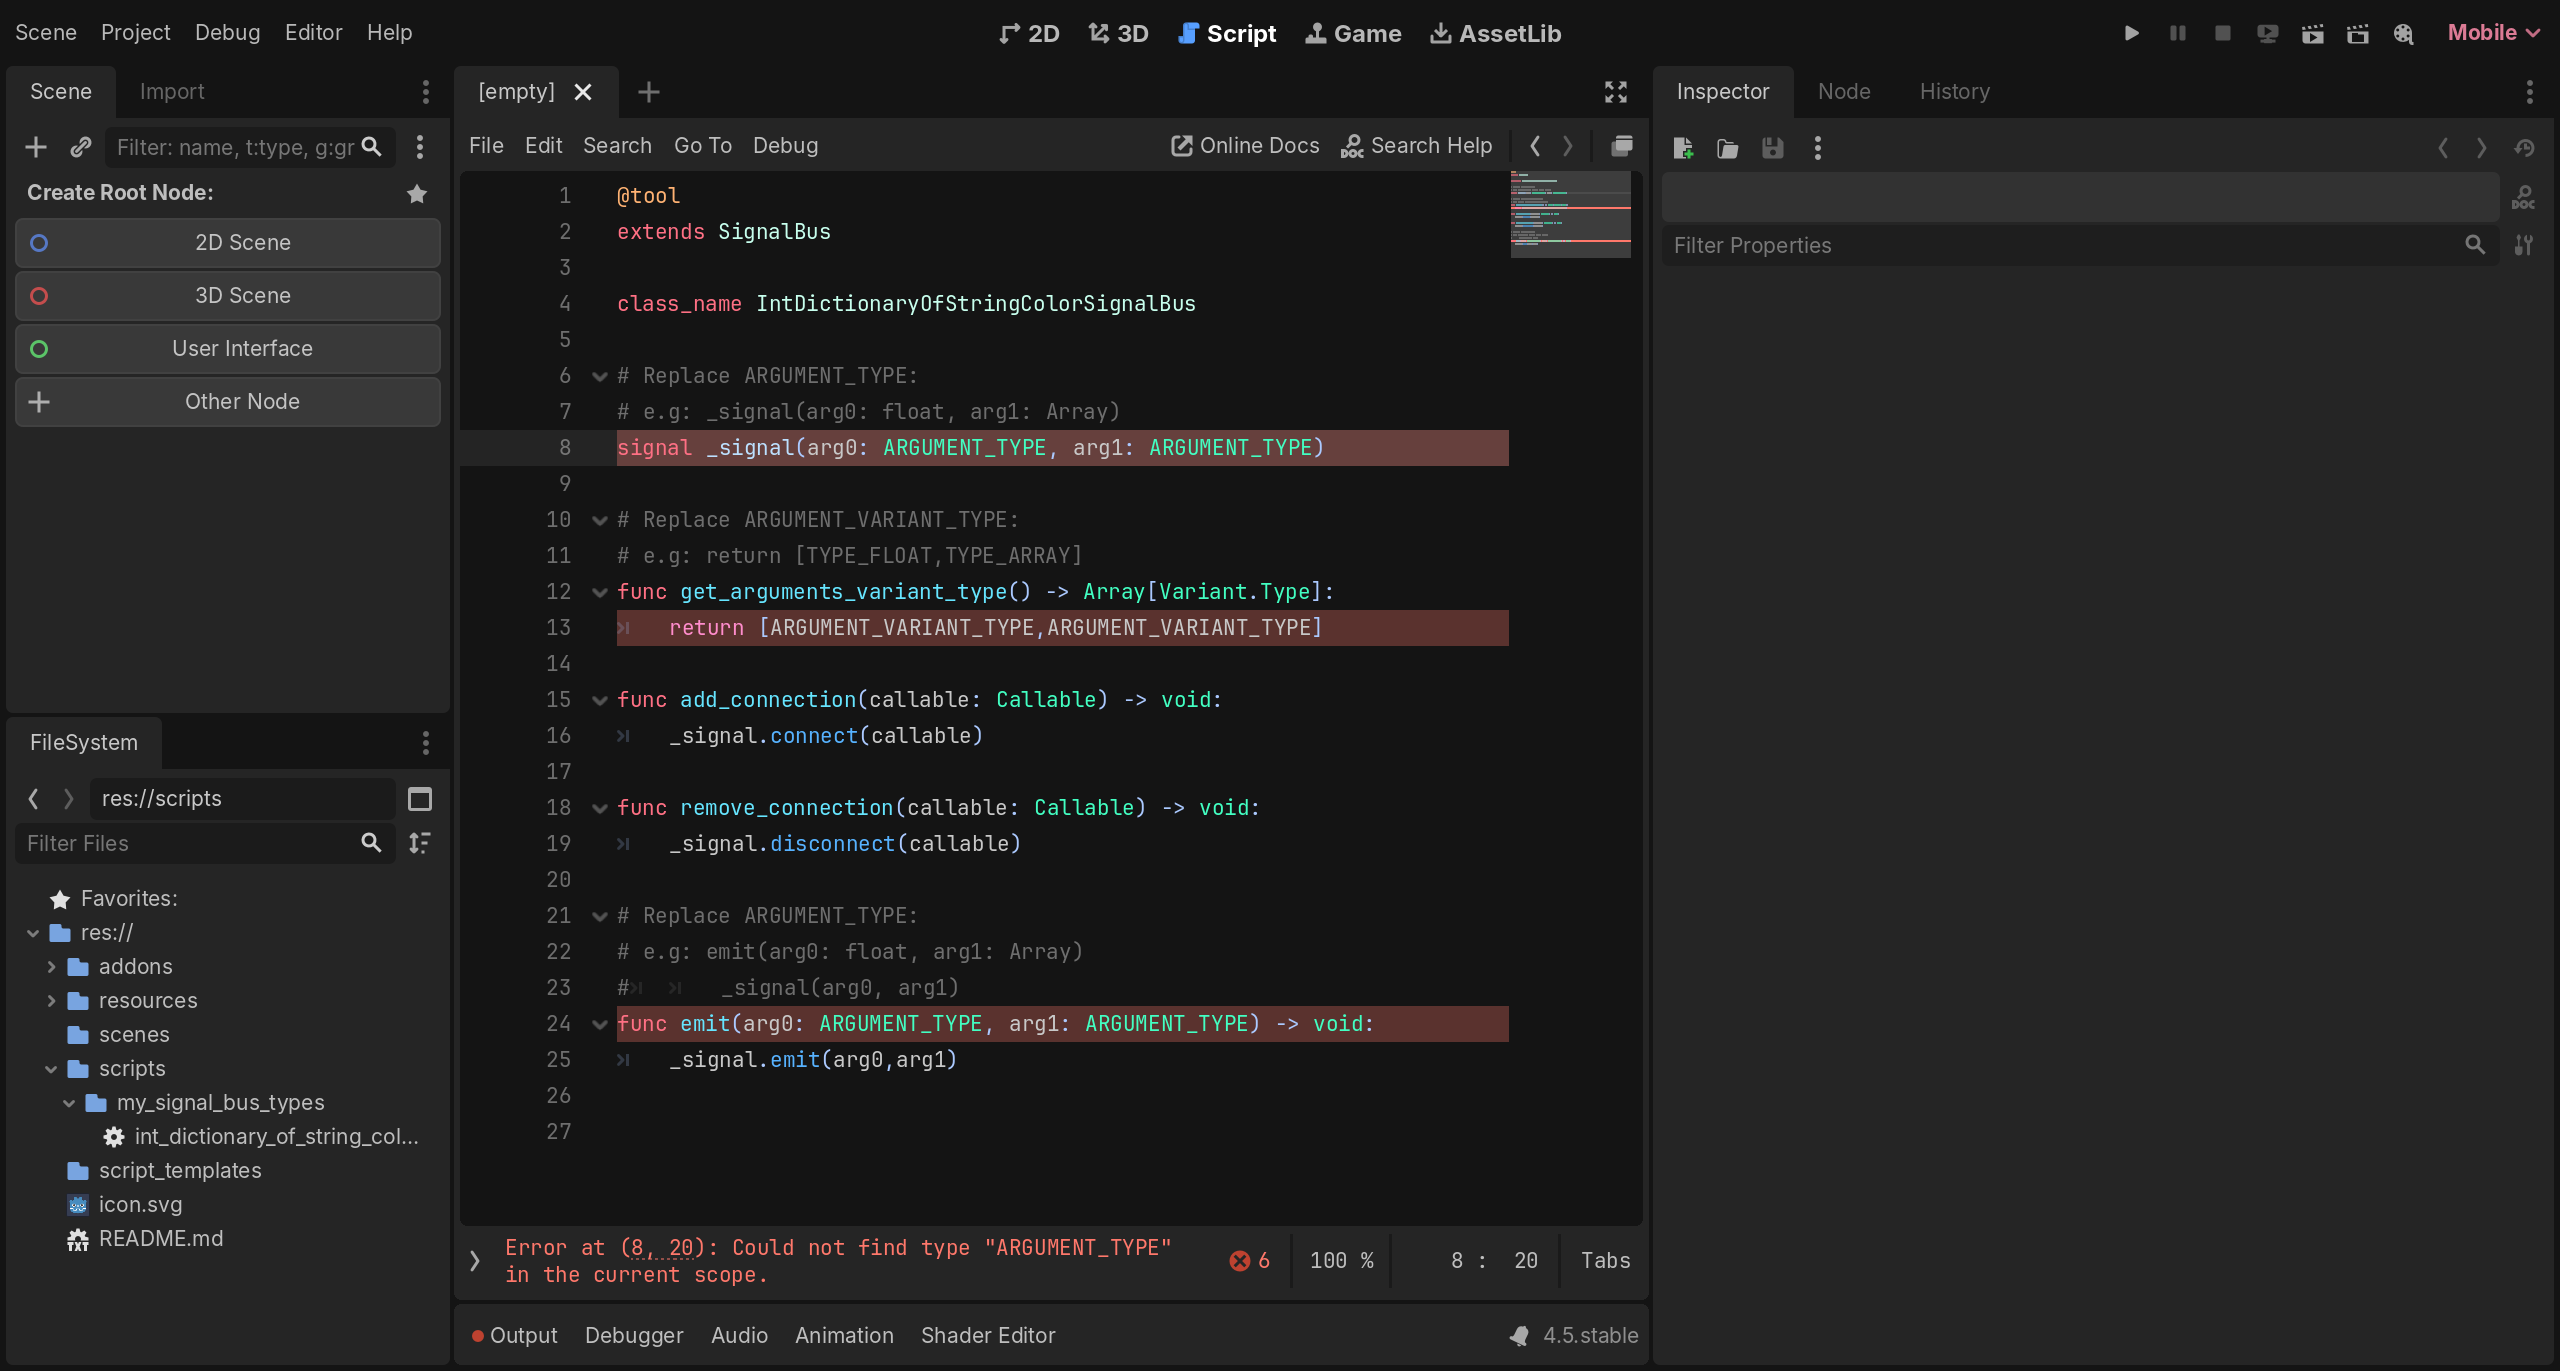 Scene Project Debug Editor Help
2D 3D Script Game AssetLib
Mobile
Scene Import
Filter: name, t:type, g:gr
Create Root Node:
2D Scene
3D Scene
User Interface
Other Node
FileSystem
res://scripts
Filter Files
Favorites:
res://
addons
resources
scenes
scripts
my_signal_bus_types
int_dictionary_of_string_col...
script_templates
icon.svg
README.md
[empty]
File Edit Search Go To Debug
Online Docs Search Help
1 @tool
2 extends SignalBus
3
4 class_name IntDictionaryOfStringColorSignalBus
5
6 # Replace ARGUMENT_TYPE:
7 # e.g: _signal(arg0: float, arg1: Array)
8 signal _signal(arg0: ARGUMENT_TYPE, arg1: ARGUMENT_TYPE)
9
10 # Replace ARGUMENT_VARIANT_TYPE:
11 # e.g: return [TYPE_FLOAT,TYPE_ARRAY]
12 func get_arguments_variant_type() -> Array[Variant.Type]:
13 return [ARGUMENT_VARIANT_TYPE,ARGUMENT_VARIANT_TYPE]
14
15 func add_connection(callable: Callable) -> void:
16 _signal.connect(callable)
17
18 func remove_connection(callable: Callable) -> void:
19 _signal.disconnect(callable)
20
21 # Replace ARGUMENT_TYPE:
22 # e.g: emit(arg0: float, arg1: Array)
23 # _signal(arg0, arg1)
24 func emit(arg0: ARGUMENT_TYPE, arg1: ARGUMENT_TYPE) -> void:
25 _signal.emit(arg0,arg1)
26
27
Error at (8, 20): Could not find type "ARGUMENT_TYPE"
in the current scope.
6 100 % 8 : 20 Tabs
Output Debugger Audio Animation Shader Editor
4.5.stable
Inspector Node History
DOC
Filter Properties